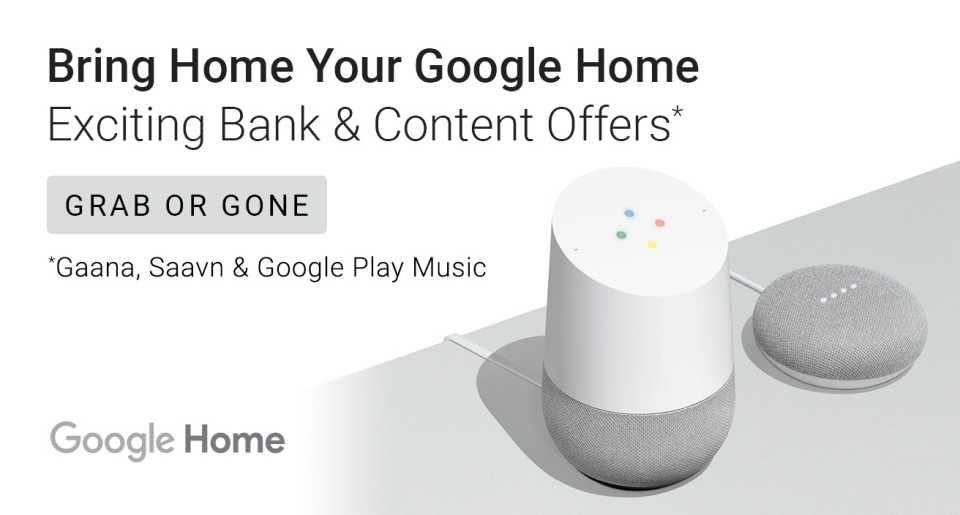 Bring Home Your Google Home
Exciting Bank & Content Offers*
GRAB OR GONE
*Gaana, Saavn & Google Play Music
Google Home